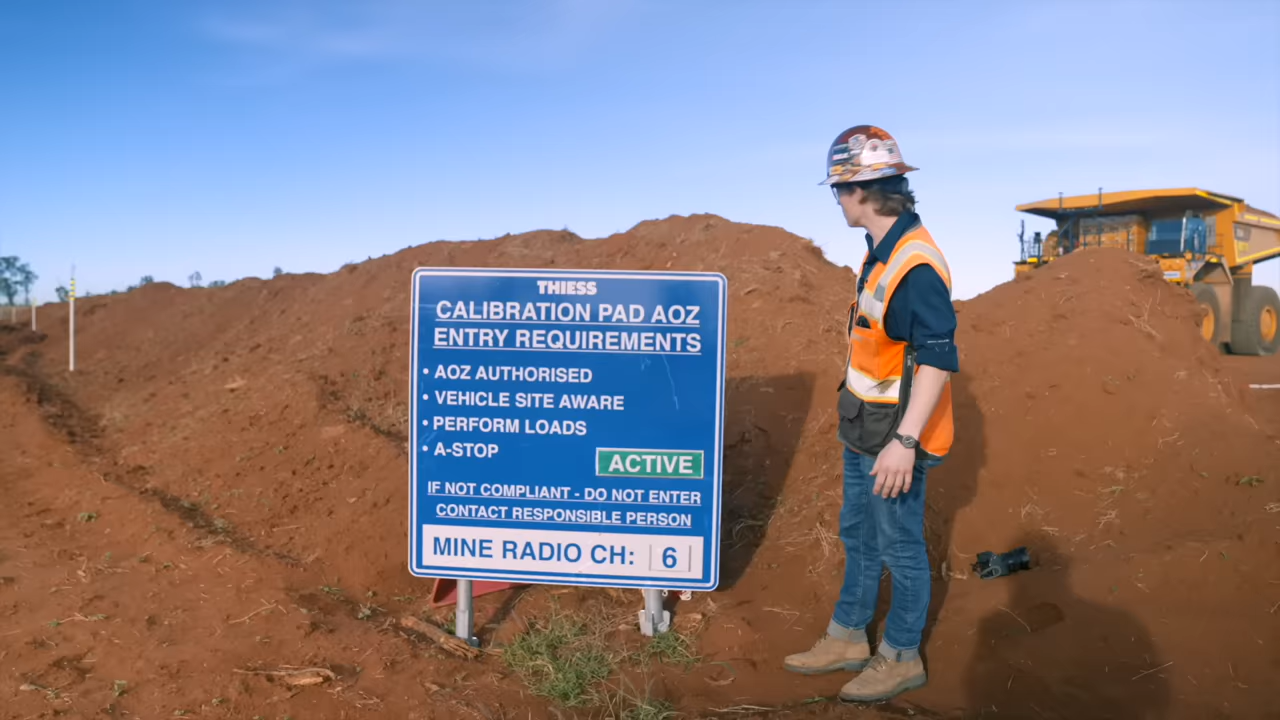 THIESS
CALIBRATION PAD AOZ
ENTRY REQUIREMENTS
• AOZ AUTHORISED
• VEHICLE SITE AWARE
• PERFORM LOADS
• A-STOP
ACTIVE
IF NOT COMPLIANT - DO NOT ENTER
CONTACT RESPONSIBLE PERSON
MINE RADIO CH: 6